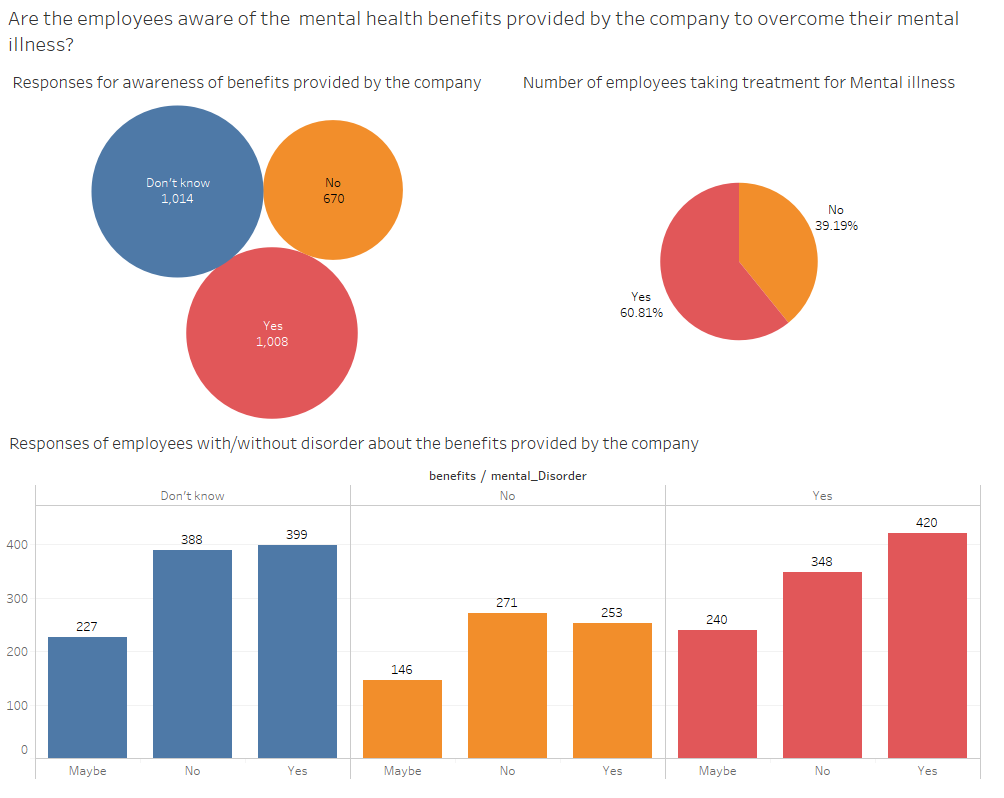 Are the employees aware of the  mental health benefits provided by the company to overcome their mental
illness?
Responses for awareness of benefits provided by the company
Number of employees taking treatment for Mental illness
Don't know
1,014
No
670
Yes
1,008
No
39.19%
Yes
60.81%
Responses of employees with/without disorder about the benefits provided by the company
benefits / mental_Disorder
Don't know
No
Yes
400
300
200
100
0
227
388
399
146
271
253
240
348
420
Maybe
No
Yes
Maybe
No
Yes
Maybe
No
Yes